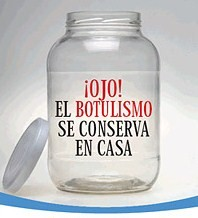 ¡OJO!
EL BOTULISMO
SE CONSERVA
EN CASA